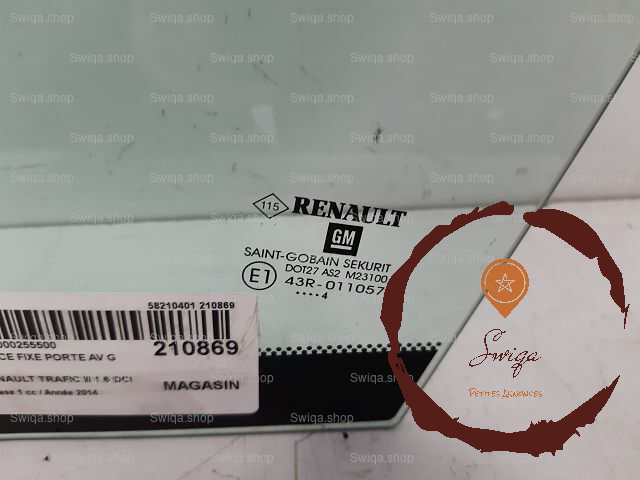 115
RENAULT
GM
SAINT-GOBAIN SEKURIT
DOT27 AS2 M23100
E1 43R-011057
....4
58210401 210869
000255500
210869
CE FIXE PORTE AV G
NAULT TRAFIC III 1.6 DCI
MAGASIN
ase 1 cc / Année 2014
Swiqa
PETITES ANNONCES
Swiqa.shop